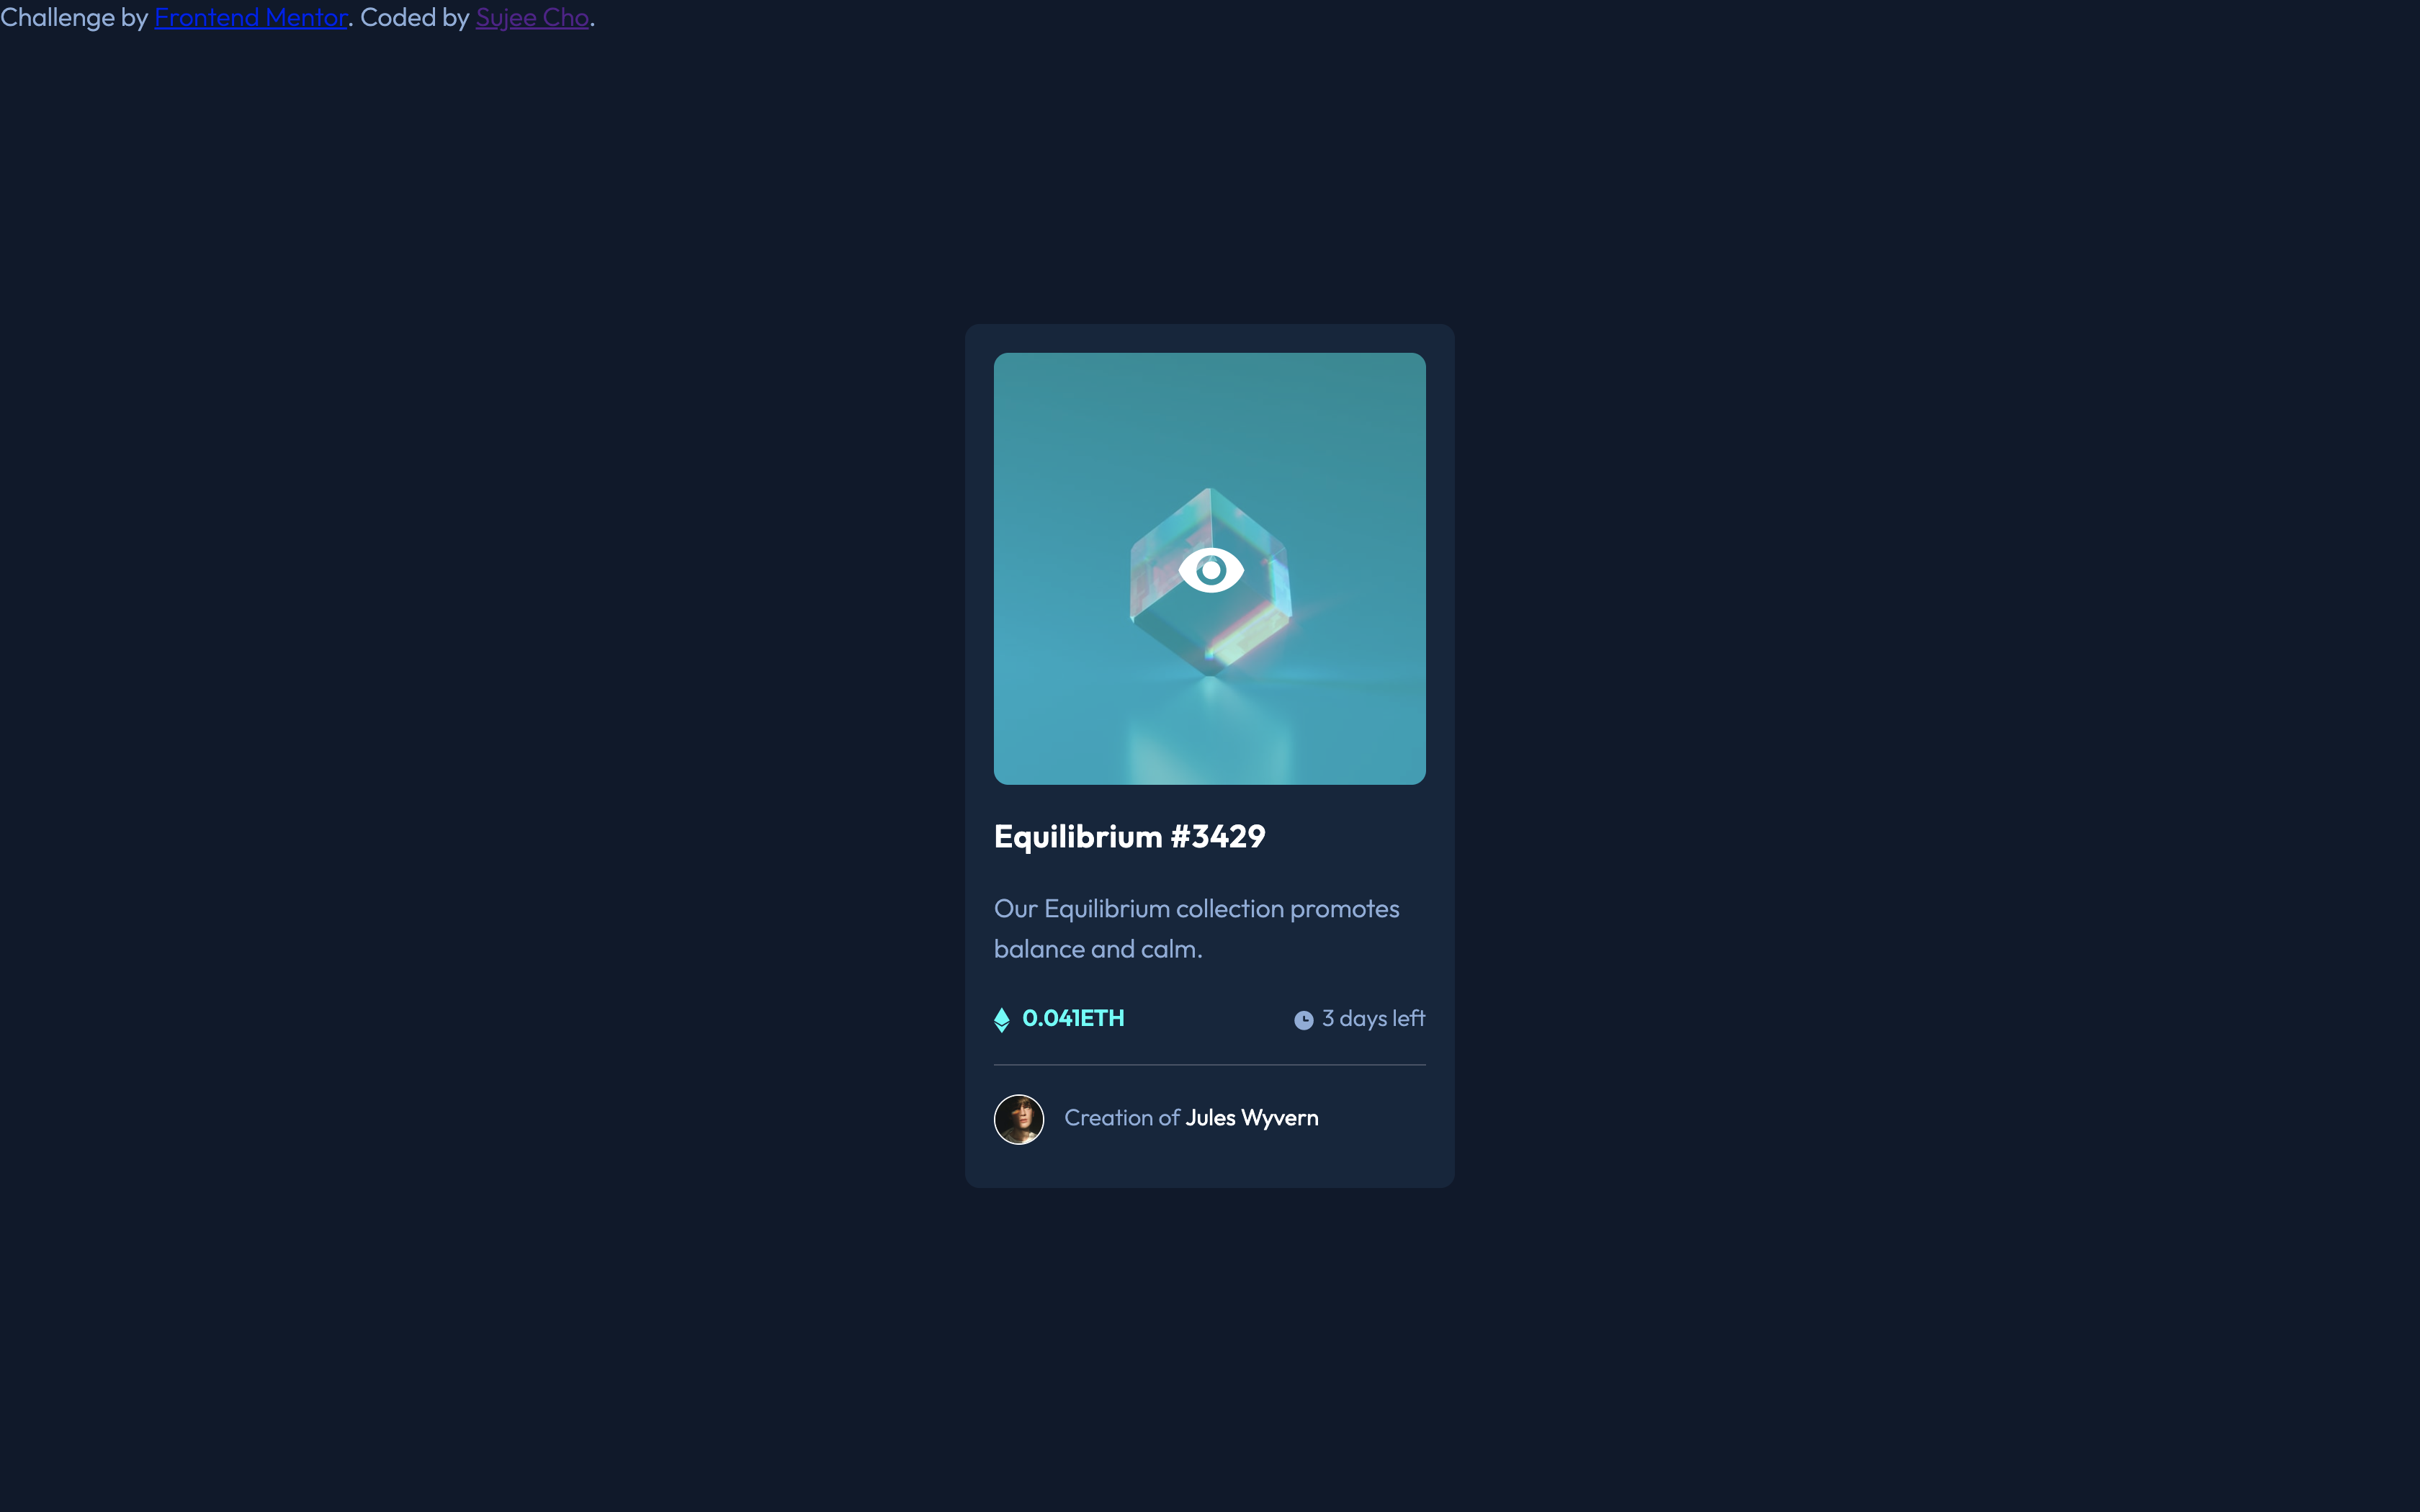 Challenge by Frontend Mentor. Coded by Sujee Cho.
Equilibrium #3429
Our Equilibrium collection promotes
balance and calm.
0.041ETH
3 days left
Creation of Jules Wyvern